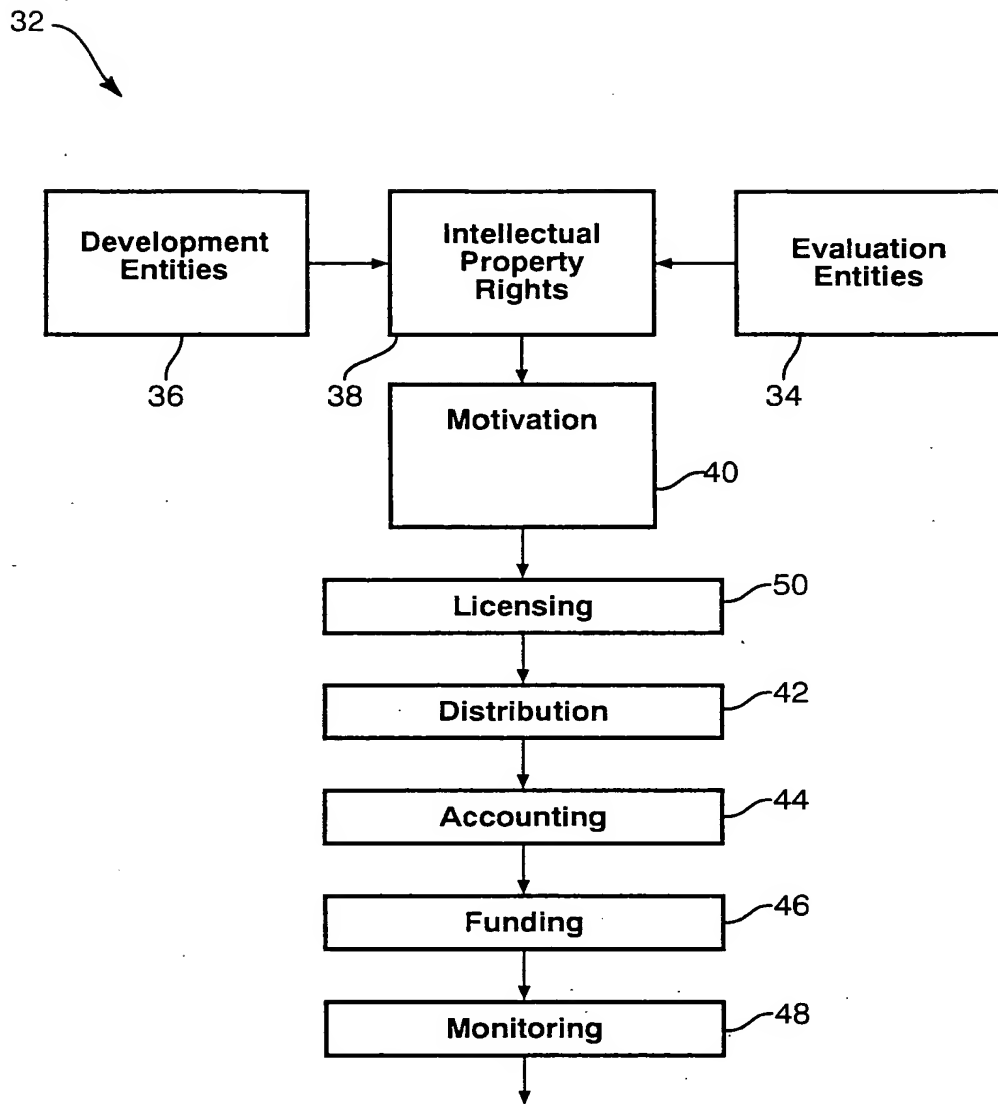 32
Development
Entities
Intellectual
Property
Rights
Evaluation
Entities
36
38
34
Motivation
40
Licensing
50
Distribution
42
Accounting
44
Funding
46
Monitoring
48